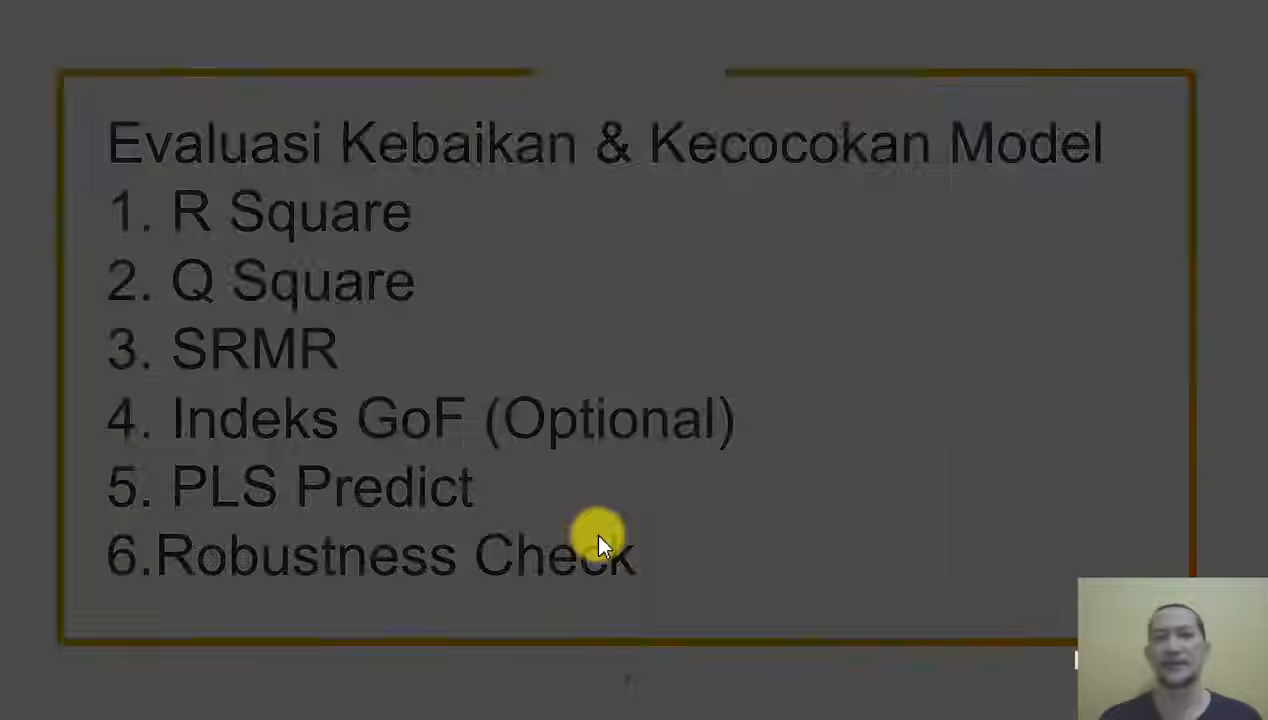 Evaluasi Kebaikan & Kecocokan Model
1. R Square
2. Q Square
3. SRMR
4. Indeks GoF (Optional)
5. PLS Predict
6.Robustness Check